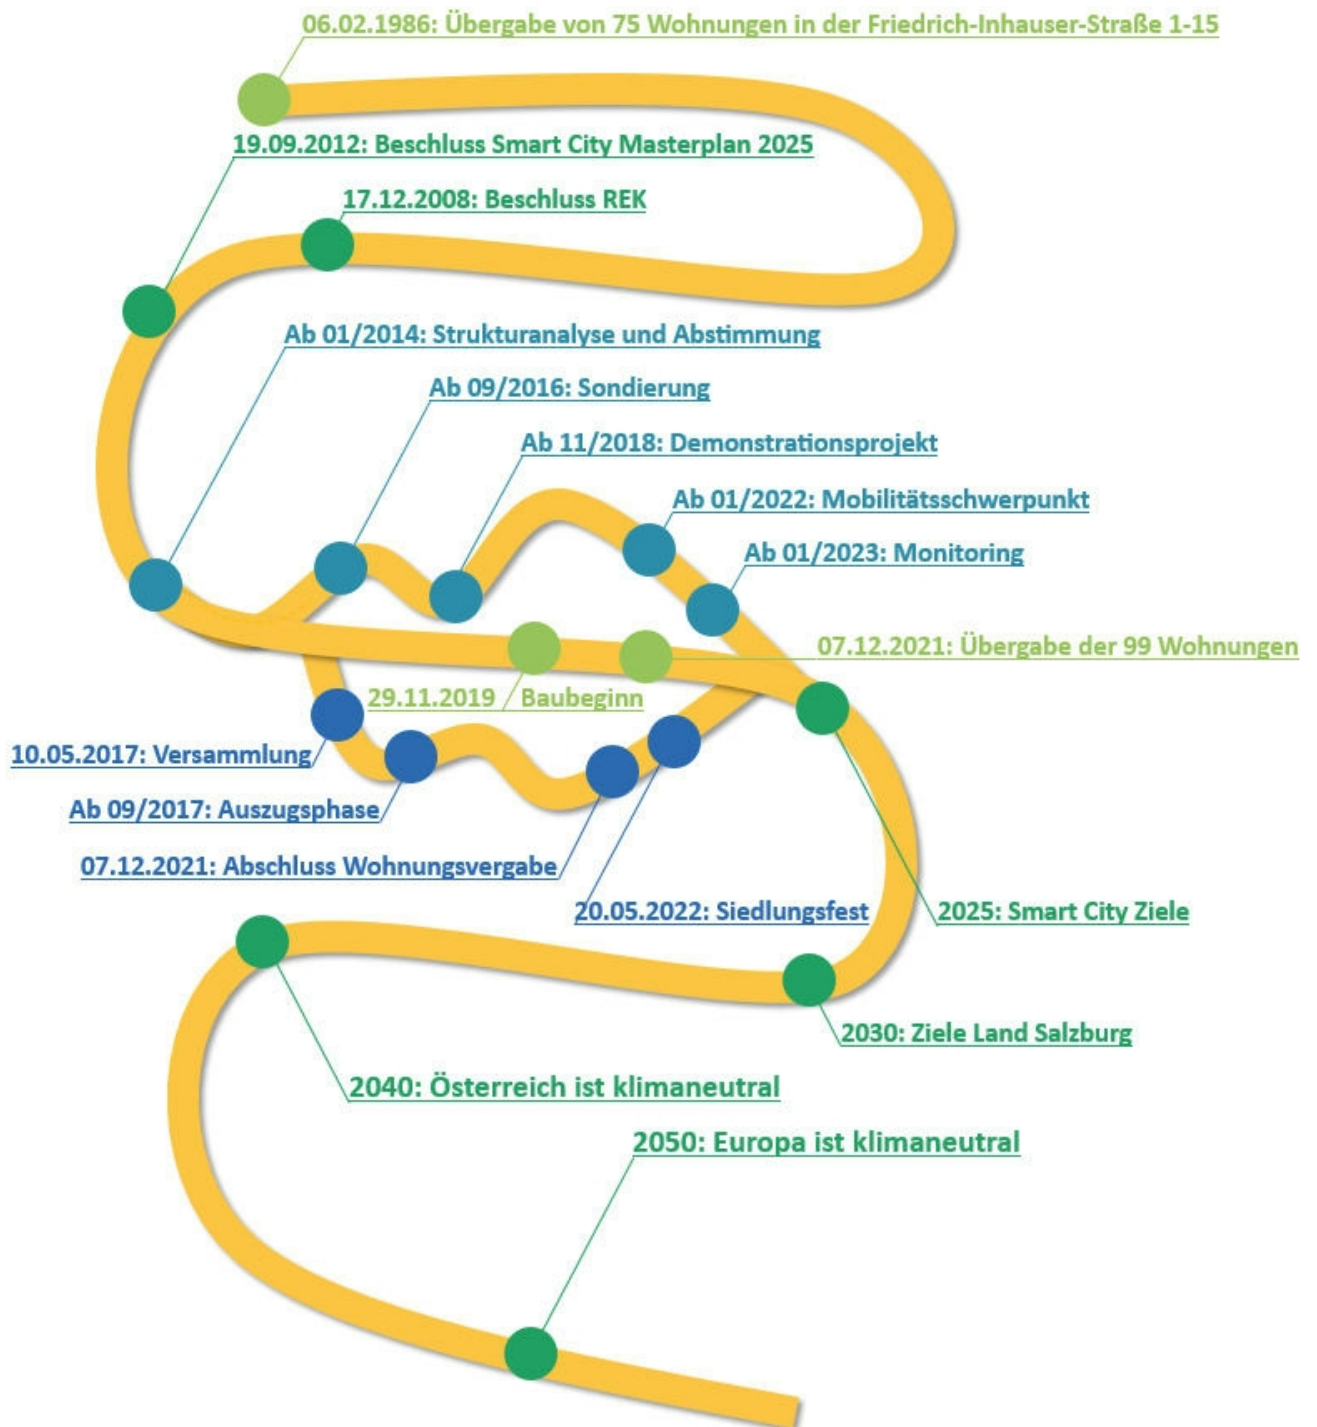 06.02.1986: Übergabe von 75 Wohnungen in der Friedrich-Inhauser-Straße 1-15
19.09.2012: Beschluss Smart City Masterplan 2025
17.12.2008: Beschluss REK
Ab 01/2014: Strukturanalyse und Abstimmung
Ab 09/2016: Sondierung
Ab 11/2018: Demonstrationsprojekt
Ab 01/2022: Mobilitätsschwerpunkt
Ab 01/2023: Monitoring
07.12.2021: Übergabe der 99 Wohnungen
29.11.2019 Baubeginn
10.05.2017: Versammlung
Ab 09/2017: Auszugsphase
07.12.2021: Abschluss Wohnungsvergabe
20.05.2022: Siedlungsfest
2025: Smart City Ziele
2030: Ziele Land Salzburg
2040: Österreich ist klimaneutral
2050: Europa ist klimaneutral